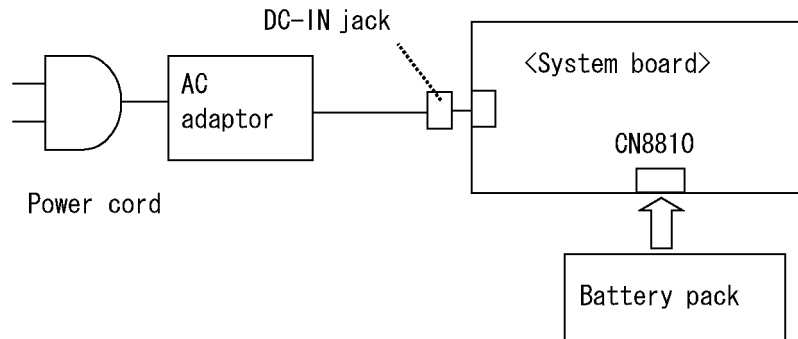 DC-IN jack
<System board>
AC
adaptor
CN8810
Power cord
Battery pack